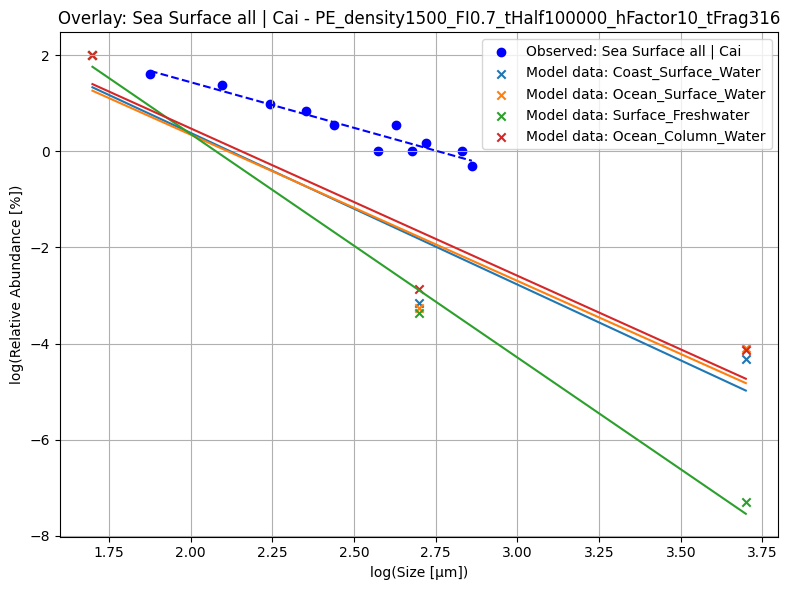 Overlay: Sea Surface all | Cai - PE_density1500_FI0.7_tHalf100000_hFactor10_tFrag316
Observed: Sea Surface all | Cai
Model data: Coast_Surface_Water
Model data: Ocean_Surface_Water
Model data: Surface_Freshwater
Model data: Ocean_Column_Water
log(Relative Abundance [%])
2
0
−2
−4
−6
−8
1.75
2.00
2.25
2.50
2.75
3.00
3.25
3.50
3.75
log(Size [µm])